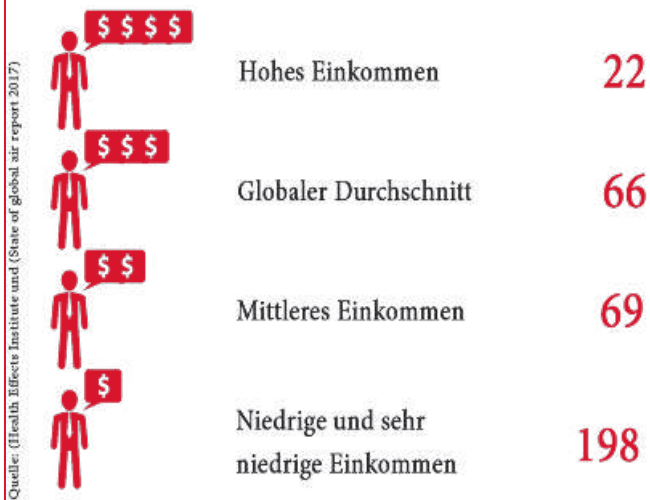 $ $ $ $
Hohes Einkommen 22
$ $ $
Globaler Durchschnitt 66
$ $
Mittleres Einkommen 69
$
Niedrige und sehr
niedrige Einkommen 198
Quelle: (Health Effects Institute und (State of global air report 2017)